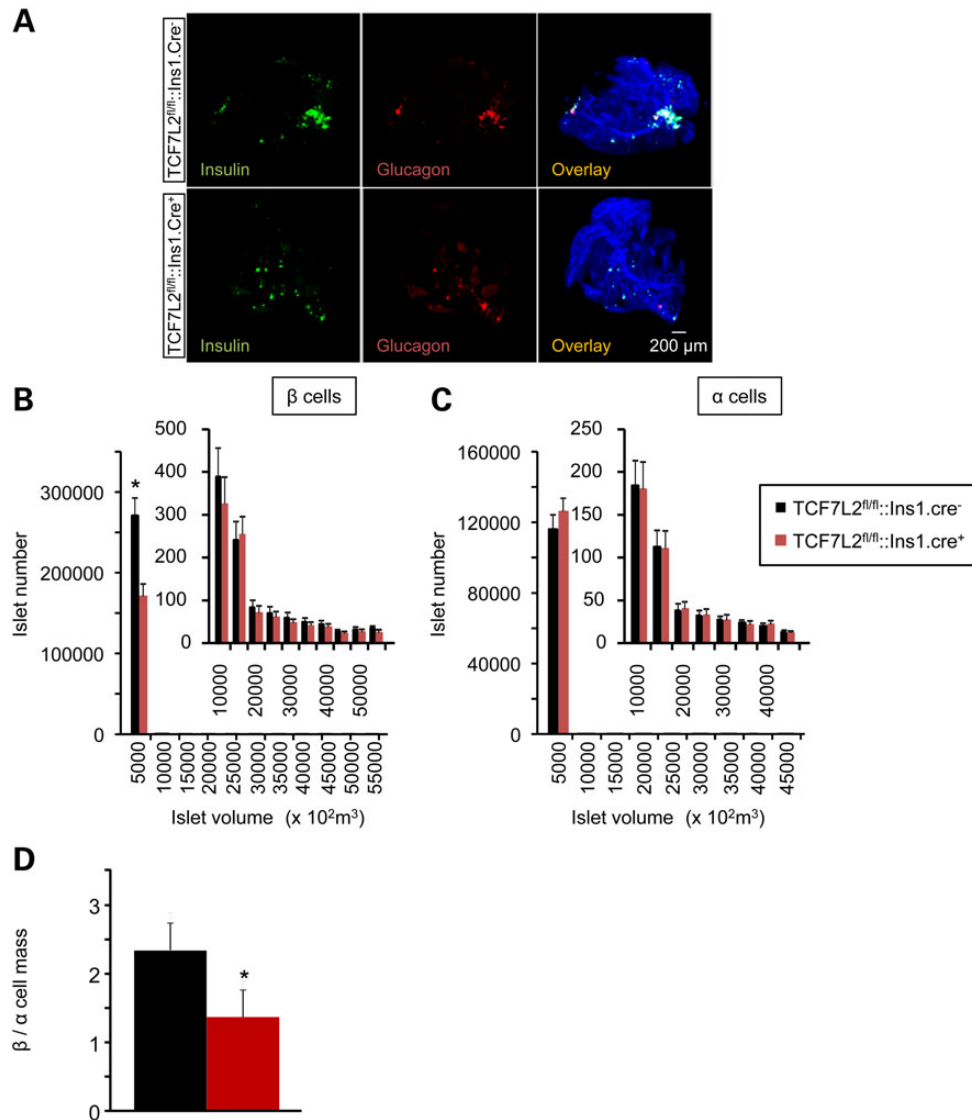 A
TCF7L2fl/fl::Ins1.Cre-
Insulin
Glucagon
Overlay
TCF7L2fl/fl::Ins1.Cre+
Insulin
Glucagon
Overlay
200 μm
B
β cells
Islet number
300000
200000
100000
0
500
400
300
200
100
0
10000
20000
30000
40000
50000
5000
10000
15000
20000
25000
30000
35000
40000
45000
50000
55000
Islet volume (x 10²m³)
*
C
α cells
Islet number
160000
120000
80000
40000
0
250
200
150
100
50
0
10000
20000
30000
40000
5000
10000
15000
20000
25000
30000
35000
40000
45000
Islet volume (x 10²m³)
TCF7L2fl/fl::Ins1.cre-
TCF7L2fl/fl::Ins1.cre+
D
β / α cell mass
3
2
1
0
*